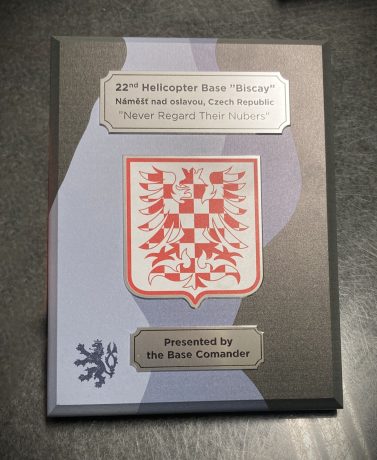 22nd Helicopter Base "Biscay"
Náměšť nad oslavou, Czech Republic
"Never Regard Their Nubers"
Presented by
the Base Comander